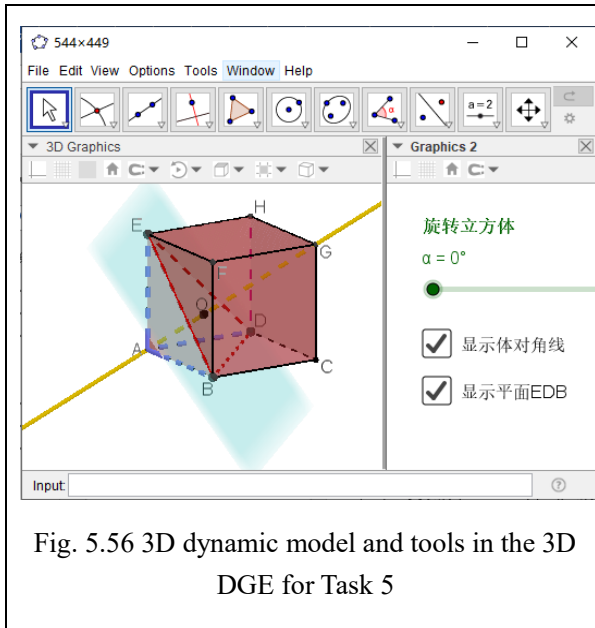 544×449
File Edit View Options Tools Window Help
a=2
3D Graphics
Graphics 2
H
E
F
G
O
D
A
C
B
旋转立方体
α = 0°
显示体对角线
显示平面EDB
Input:
Fig. 5.56 3D dynamic model and tools in the 3D
DGE for Task 5